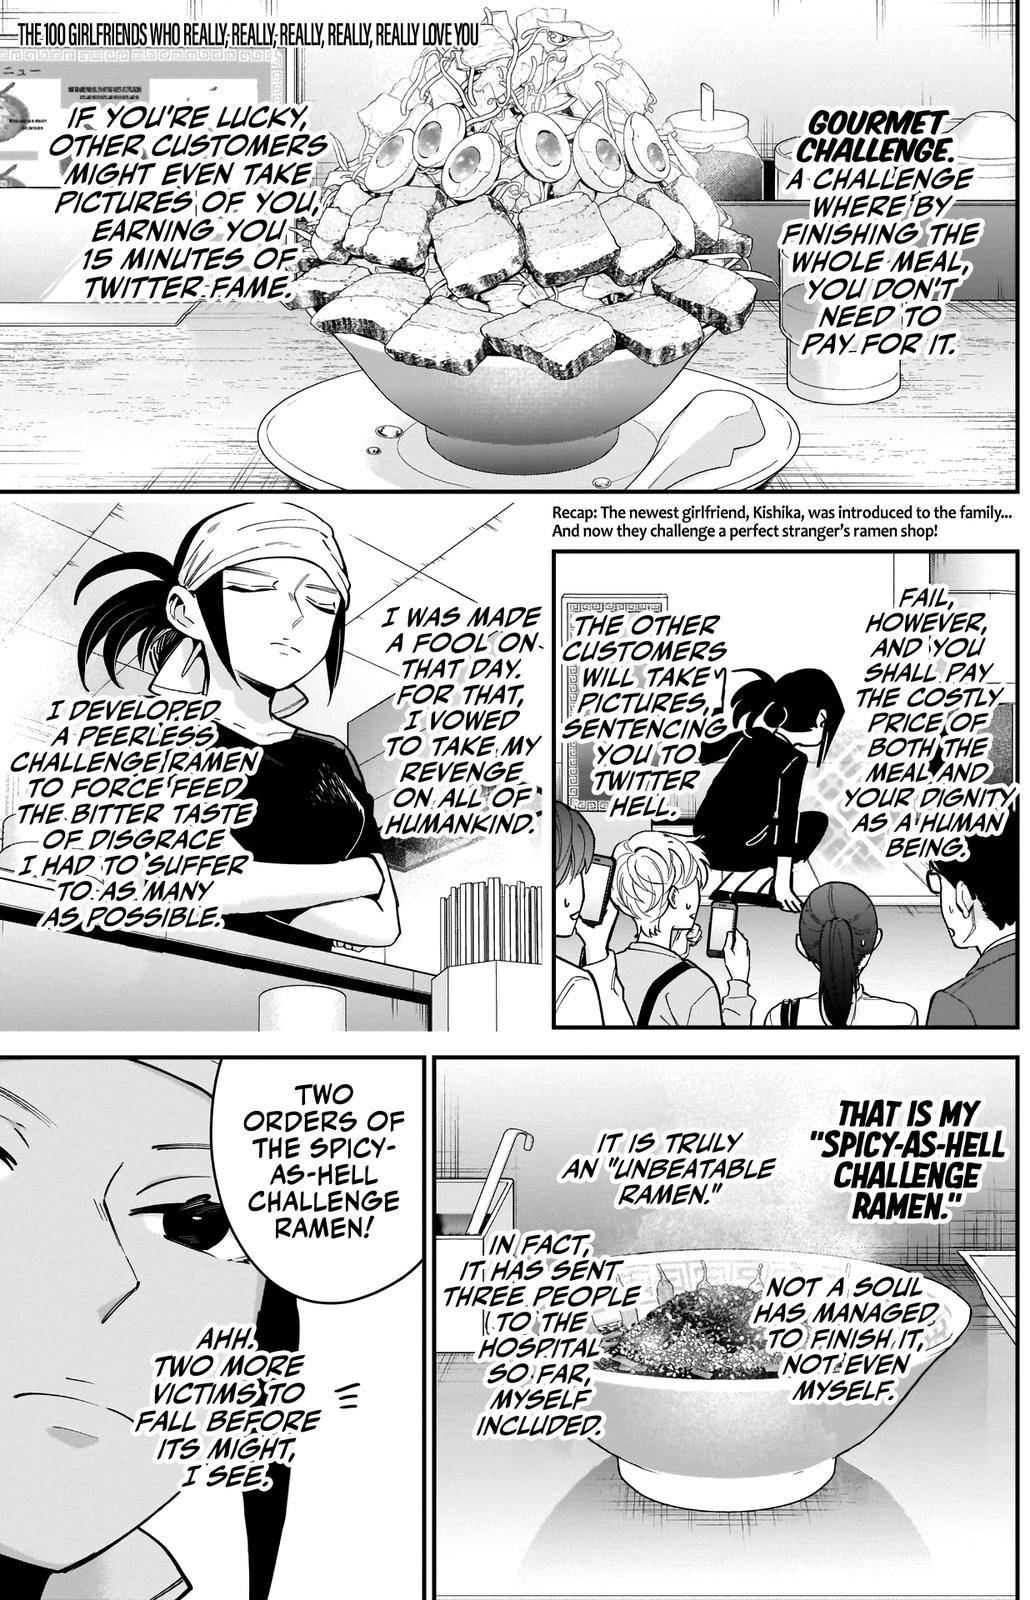 THE 100 GIRLFRIENDS WHO REALLY, REALLY, REALLY, REALLY, REALLY LOVE YOU
GOURMET
CHALLENGE.
A CHALLENGE
WHERE BY
FINISHING THE
WHOLE MEAL,
YOU DON'T
NEED TO
PAY FOR IT.
IF YOU'RE LUCKY,
OTHER CUSTOMERS
MIGHT EVEN TAKE
PICTURES OF YOU,
EARNING YOU
15 MINUTES OF
TWITTER FAME.
ニュー
Recap: The newest girlfriend, Kishika, was introduced to the family...
And now they challenge a perfect stranger's ramen shop!
FAIL,
HOWEVER,
AND YOU
SHALL PAY
THE COSTLY
PRICE OF
BOTH THE
MEAL AND
YOUR DIGNITY
AS A HUMAN
BEING.
THE OTHER
CUSTOMERS
WILL TAKE
PICTURES,
SENTENCING
YOU TO
TWITTER
HELL.
I WAS MADE
A FOOL ON
THAT DAY.
FOR THAT,
I VOWED
TO TAKE MY
REVENGE
ON ALL OF
HUMANKIND.
I DEVELOPED
A PEERLESS
CHALLENGE RAMEN
TO FORCE FEED
THE BITTER TASTE
OF DISGRACE
I HAD TO SUFFER
TO AS MANY
AS POSSIBLE.
THAT IS MY
"SPICY-AS-HELL
CHALLENGE
RAMEN."
IT IS TRULY
AN "UNBEATABLE
RAMEN."
NOT A SOUL
HAS MANAGED
TO FINISH IT,
NOT EVEN
MYSELF.
IN FACT,
IT HAS SENT
THREE PEOPLE
TO THE
HOSPITAL
SO FAR,
MYSELF
INCLUDED.
TWO
ORDERS OF
THE SPICY-
AS-HELL
CHALLENGE
RAMEN!
AHH.
TWO MORE
VICTIMS TO
FALL BEFORE
ITS MIGHT,
I SEE.